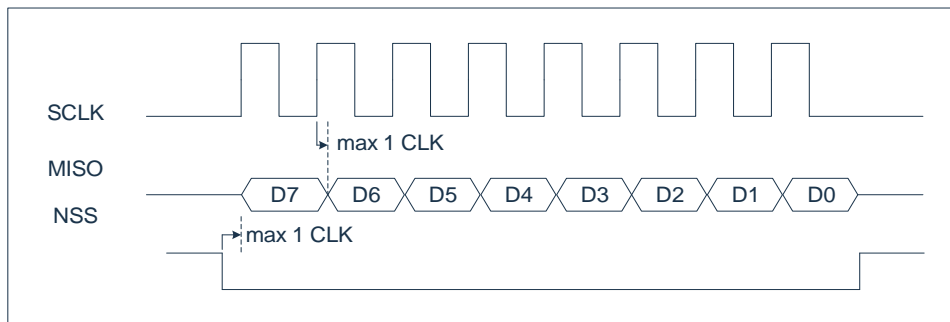 SCLK
max 1 CLK
MISO
D7 D6 D5 D4 D3 D2 D1 D0
NSS
max 1 CLK